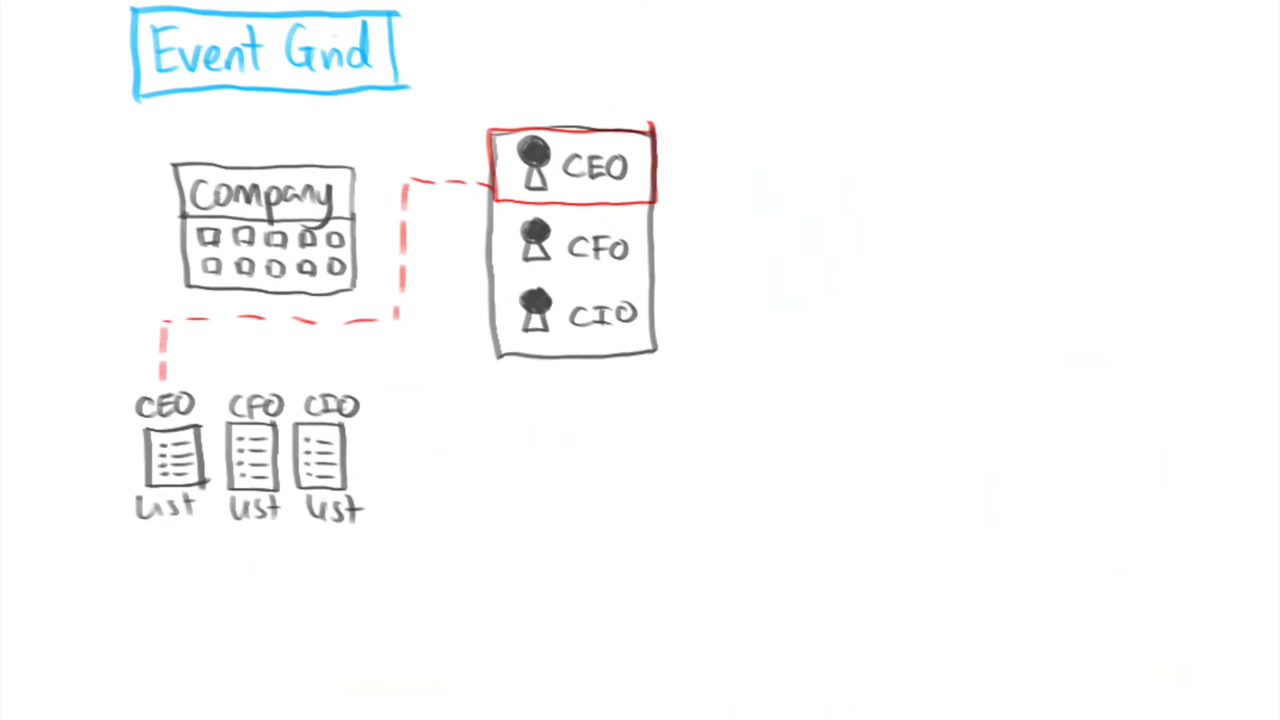 Event Grid
Company
CEO
CFO
CIO
CEO CFO CIO
List List List